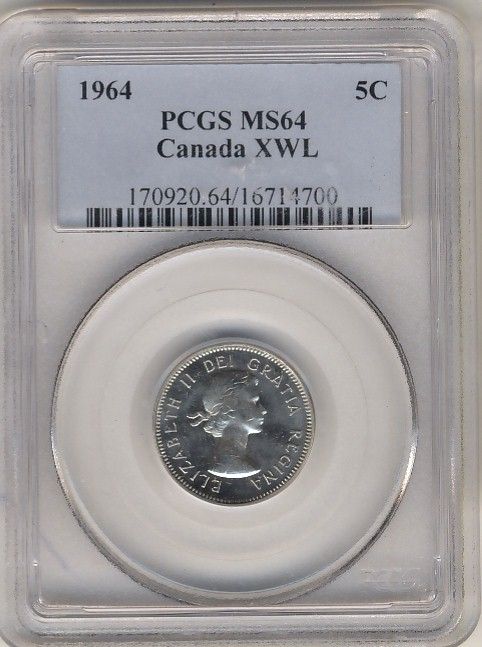 1964 5C
PCGS MS64
Canada XWL
170920.64/16714700
ELIZABETH II DEI GRATIA REGINA